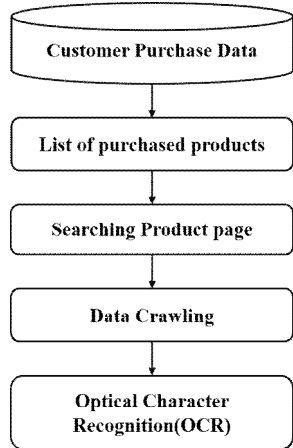 Customer Purchase Data
List of purchased products
Searching Product page
Data Crawling
Optical Character
Recognition(OCR)